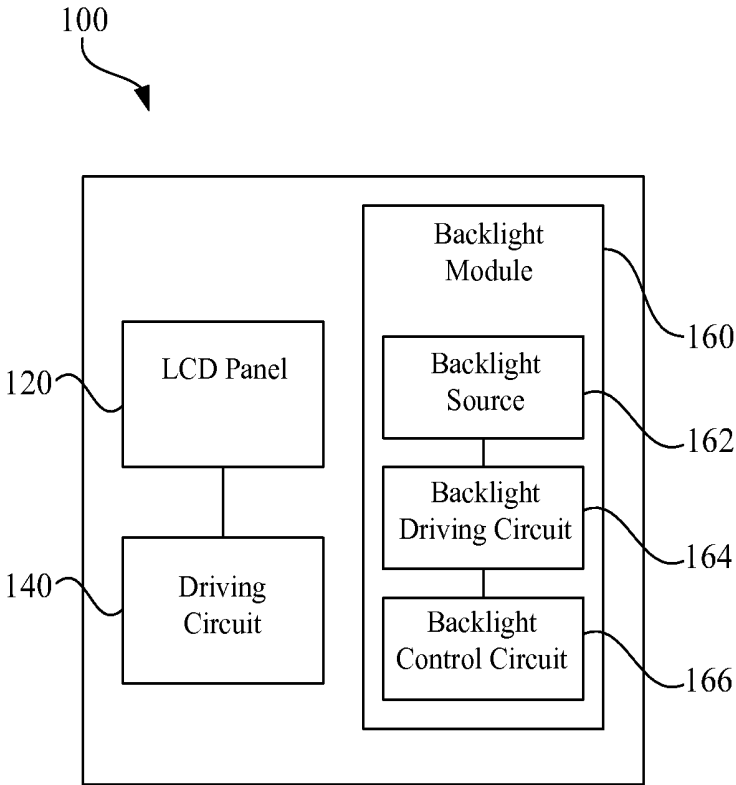 100
Backlight
Module
160
LCD Panel
120
Backlight
Source
162
Backlight
Driving Circuit
164
Driving
Circuit
140
Backlight
Control Circuit
166